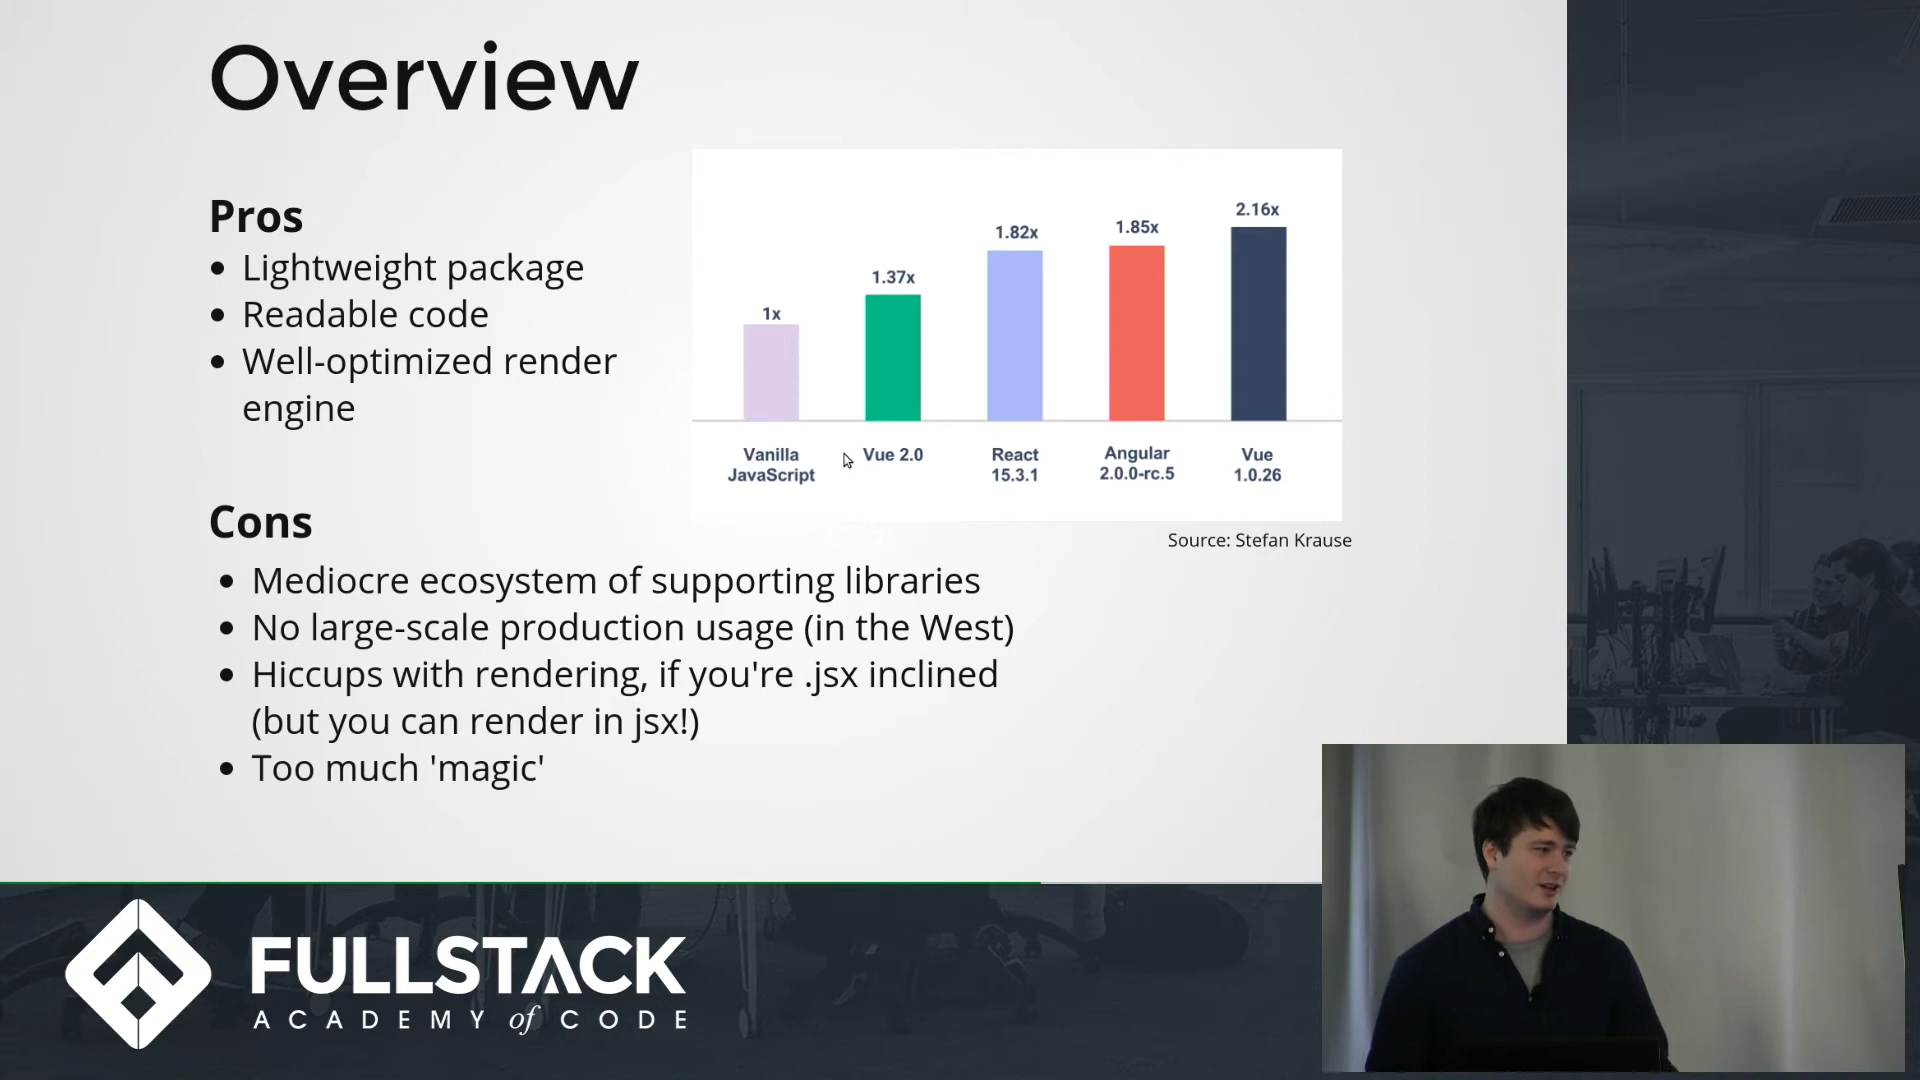 Overview
Pros
Lightweight package
Readable code
Well-optimized render
engine
1x
1.37x
1.82x
1.85x
2.16x
Vanilla
JavaScript
Vue 2.0
React
15.3.1
Angular
2.0.0-rc.5
Vue
1.0.26
Source: Stefan Krause
Cons
Mediocre ecosystem of supporting libraries
No large-scale production usage (in the West)
Hiccups with rendering, if you're .jsx inclined
(but you can render in jsx!)
Too much 'magic'
FULLSTACK
ACADEMY of CODE